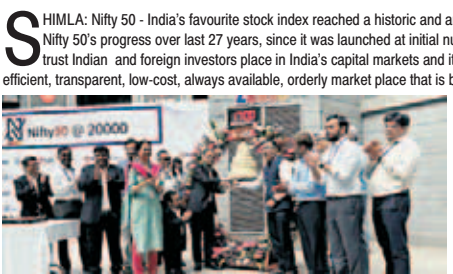 SHIMLA: Nifty 50 - India's favourite stock index reached a historic and a
Nifty 50's progress over last 27 years, since it was launched at initial nu
trust Indian and foreign investors place in India's capital markets and it
efficient, transparent, low-cost, always available, orderly market place that is b
Nifty50 @ 20000